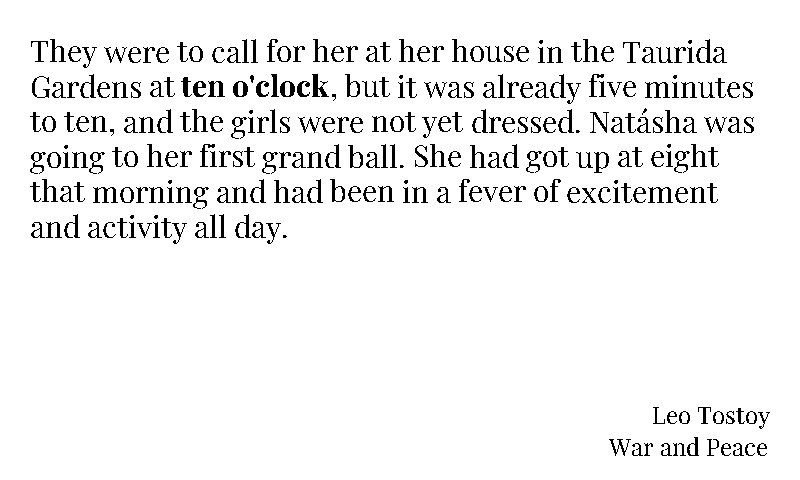 They were to call for her at her house in the Taurida
Gardens at ten o'clock, but it was already five minutes
to ten, and the girls were not yet dressed. Natásha was
going to her first grand ball. She had got up at eight
that morning and had been in a fever of excitement
and activity all day.
Leo Tostoy
War and Peace